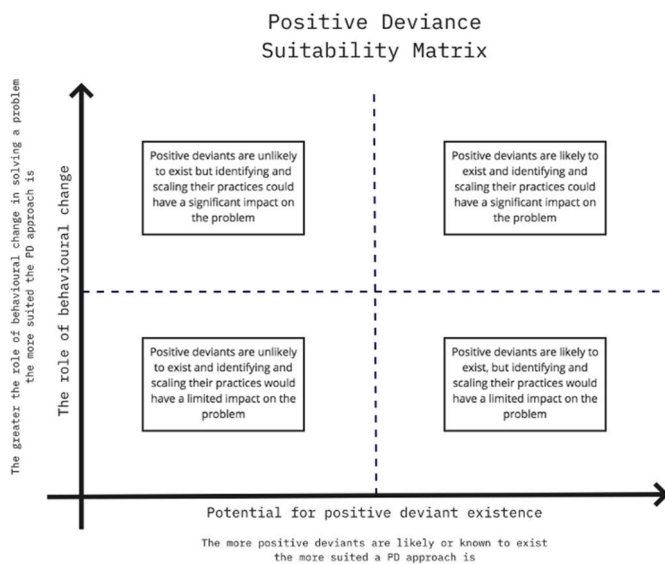 Positive Deviance
Suitability Matrix
The greater the role of behavioural change in solving a problem
the more suited the PD approach is
The role of behavioural change
Positive deviants are unlikely
to exist but identifying and
scaling their practices could
have a significant impact on
the problem
Positive deviants are likely to
exist and identifying and
scaling their practices could
have a significant impact on
the problem
Positive deviants are unlikely
to exist and identifying and
scaling their practices would
have a limited impact on the
problem
Positive deviants are likely to
exist, but identifying and
scaling their practices would
have a limited impact on the
problem
Potential for positive deviant existence
The more positive deviants are likely or known to exist
the more suited a PD approach is